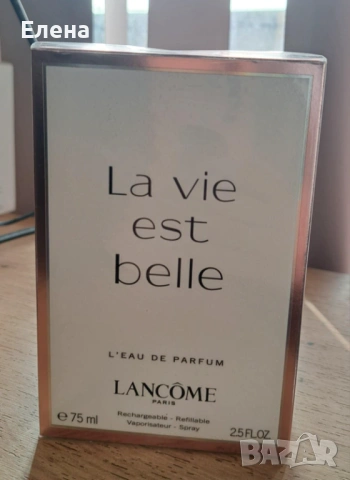 Елена
La vie
est
belle
L'EAU DE PARFUM
LANCÔME
PARIS
Rechargeable - Refillable
℮ 75 ml Vaporisateur - Spray 2.5 FL.OZ.
BAZAR